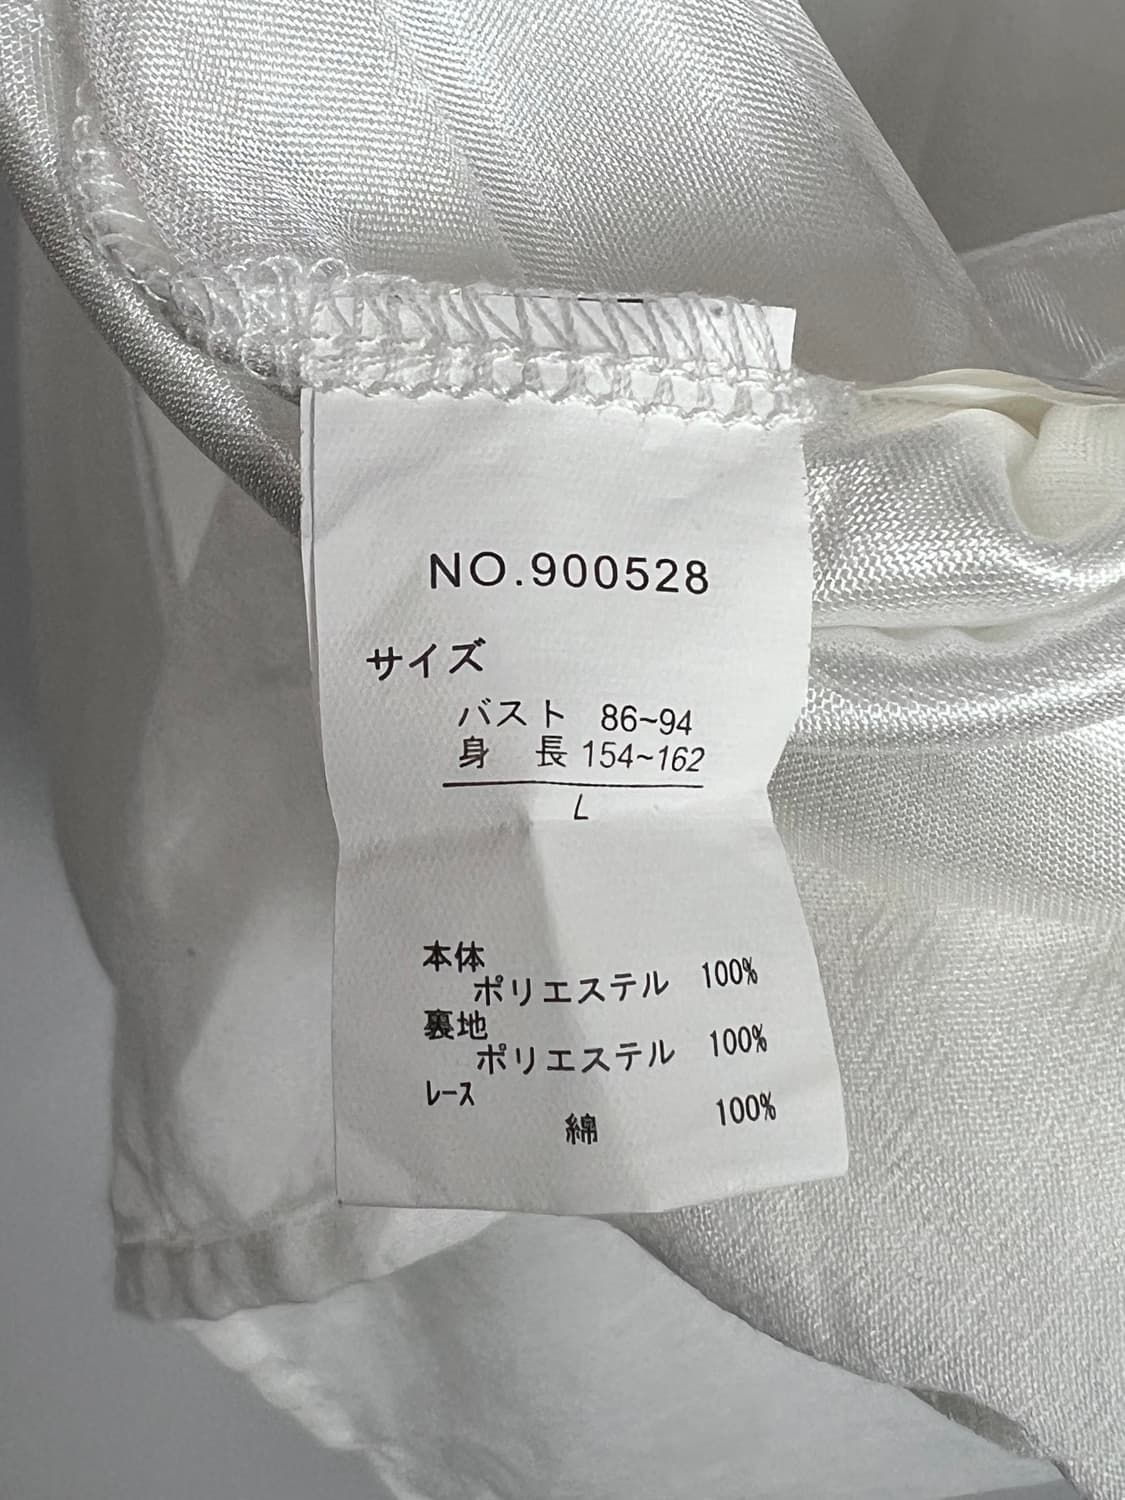 NO.900528
サイズ
バスト 86~94
身 長 154~162
L
本体
ポリエステル 100%
裏地
ポリエステル 100%
ﾚｰｽ
綿 100%